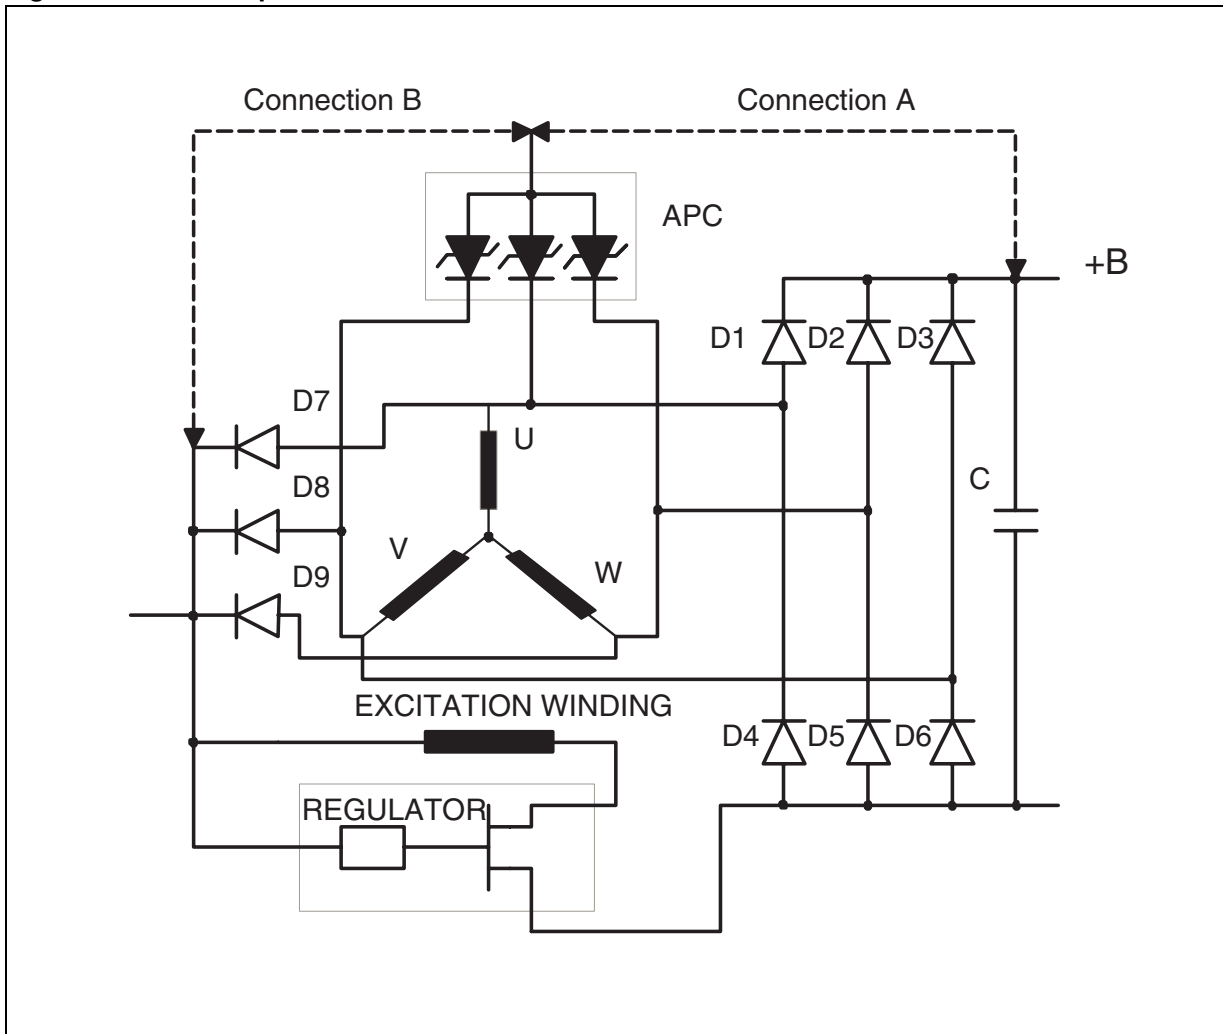 Connection B
Connection A
APC
+B
D1
D2
D3
D7
U
D8
C
V
W
D9
EXCITATION WINDING
D4
D5
D6
REGULATOR